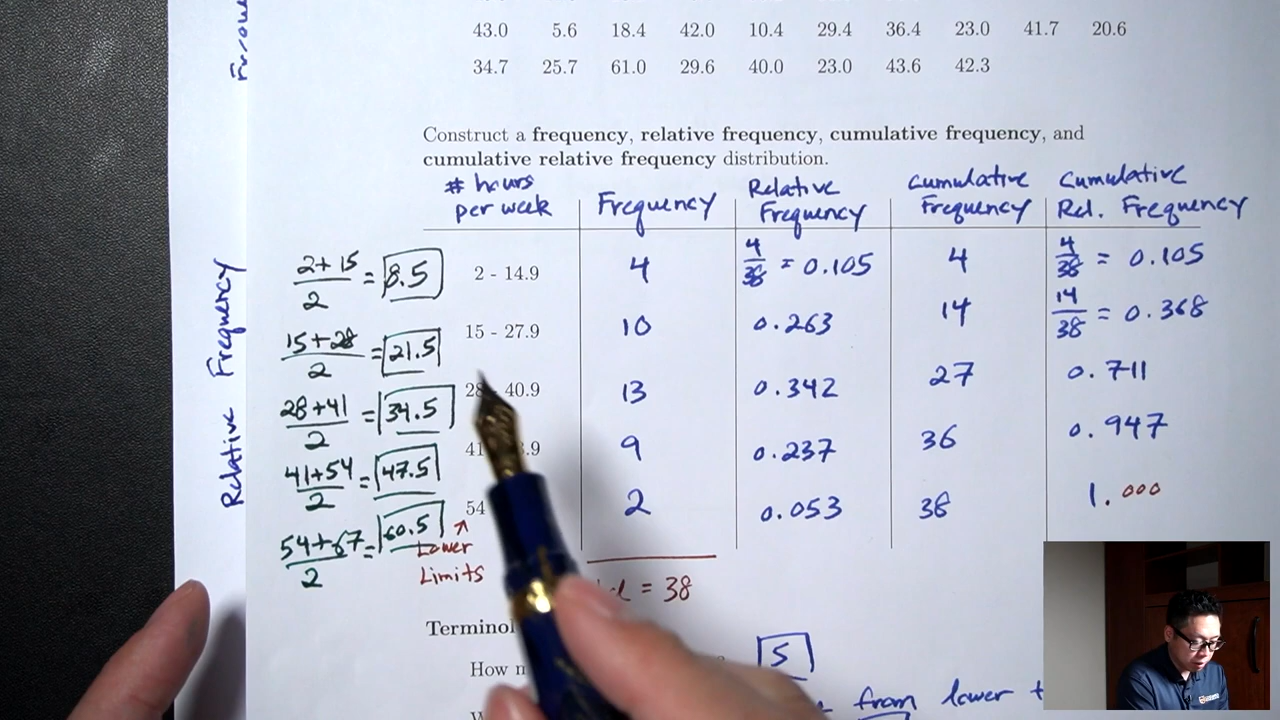 43.0 5.6 18.4 42.0 10.4 29.4 36.4 23.0 41.7 20.6
34.7 25.7 61.0 29.6 40.0 23.0 43.6 42.3
Construct a frequency, relative frequency, cumulative frequency, and
cumulative relative frequency distribution.
# hours per week Frequency Relative Frequency Cumulative Frequency Cumulative Rel. Frequency
2+15/2 = 8.5 2 - 14.9 4 4/38 = 0.105 4 4/38 = 0.105
15+28/2 = 21.5 15 - 27.9 10 0.263 14 14/38 = 0.368
28+41/2 = 34.5 28 - 40.9 13 0.342 27 0.711
41+54/2 = 47.5 41 .9 9 0.237 36 0.947
54+67/2 = 60.5 54 2 0.053 38 1.000
Lower
Limits
= 38
5
from lower
Relative Frequency